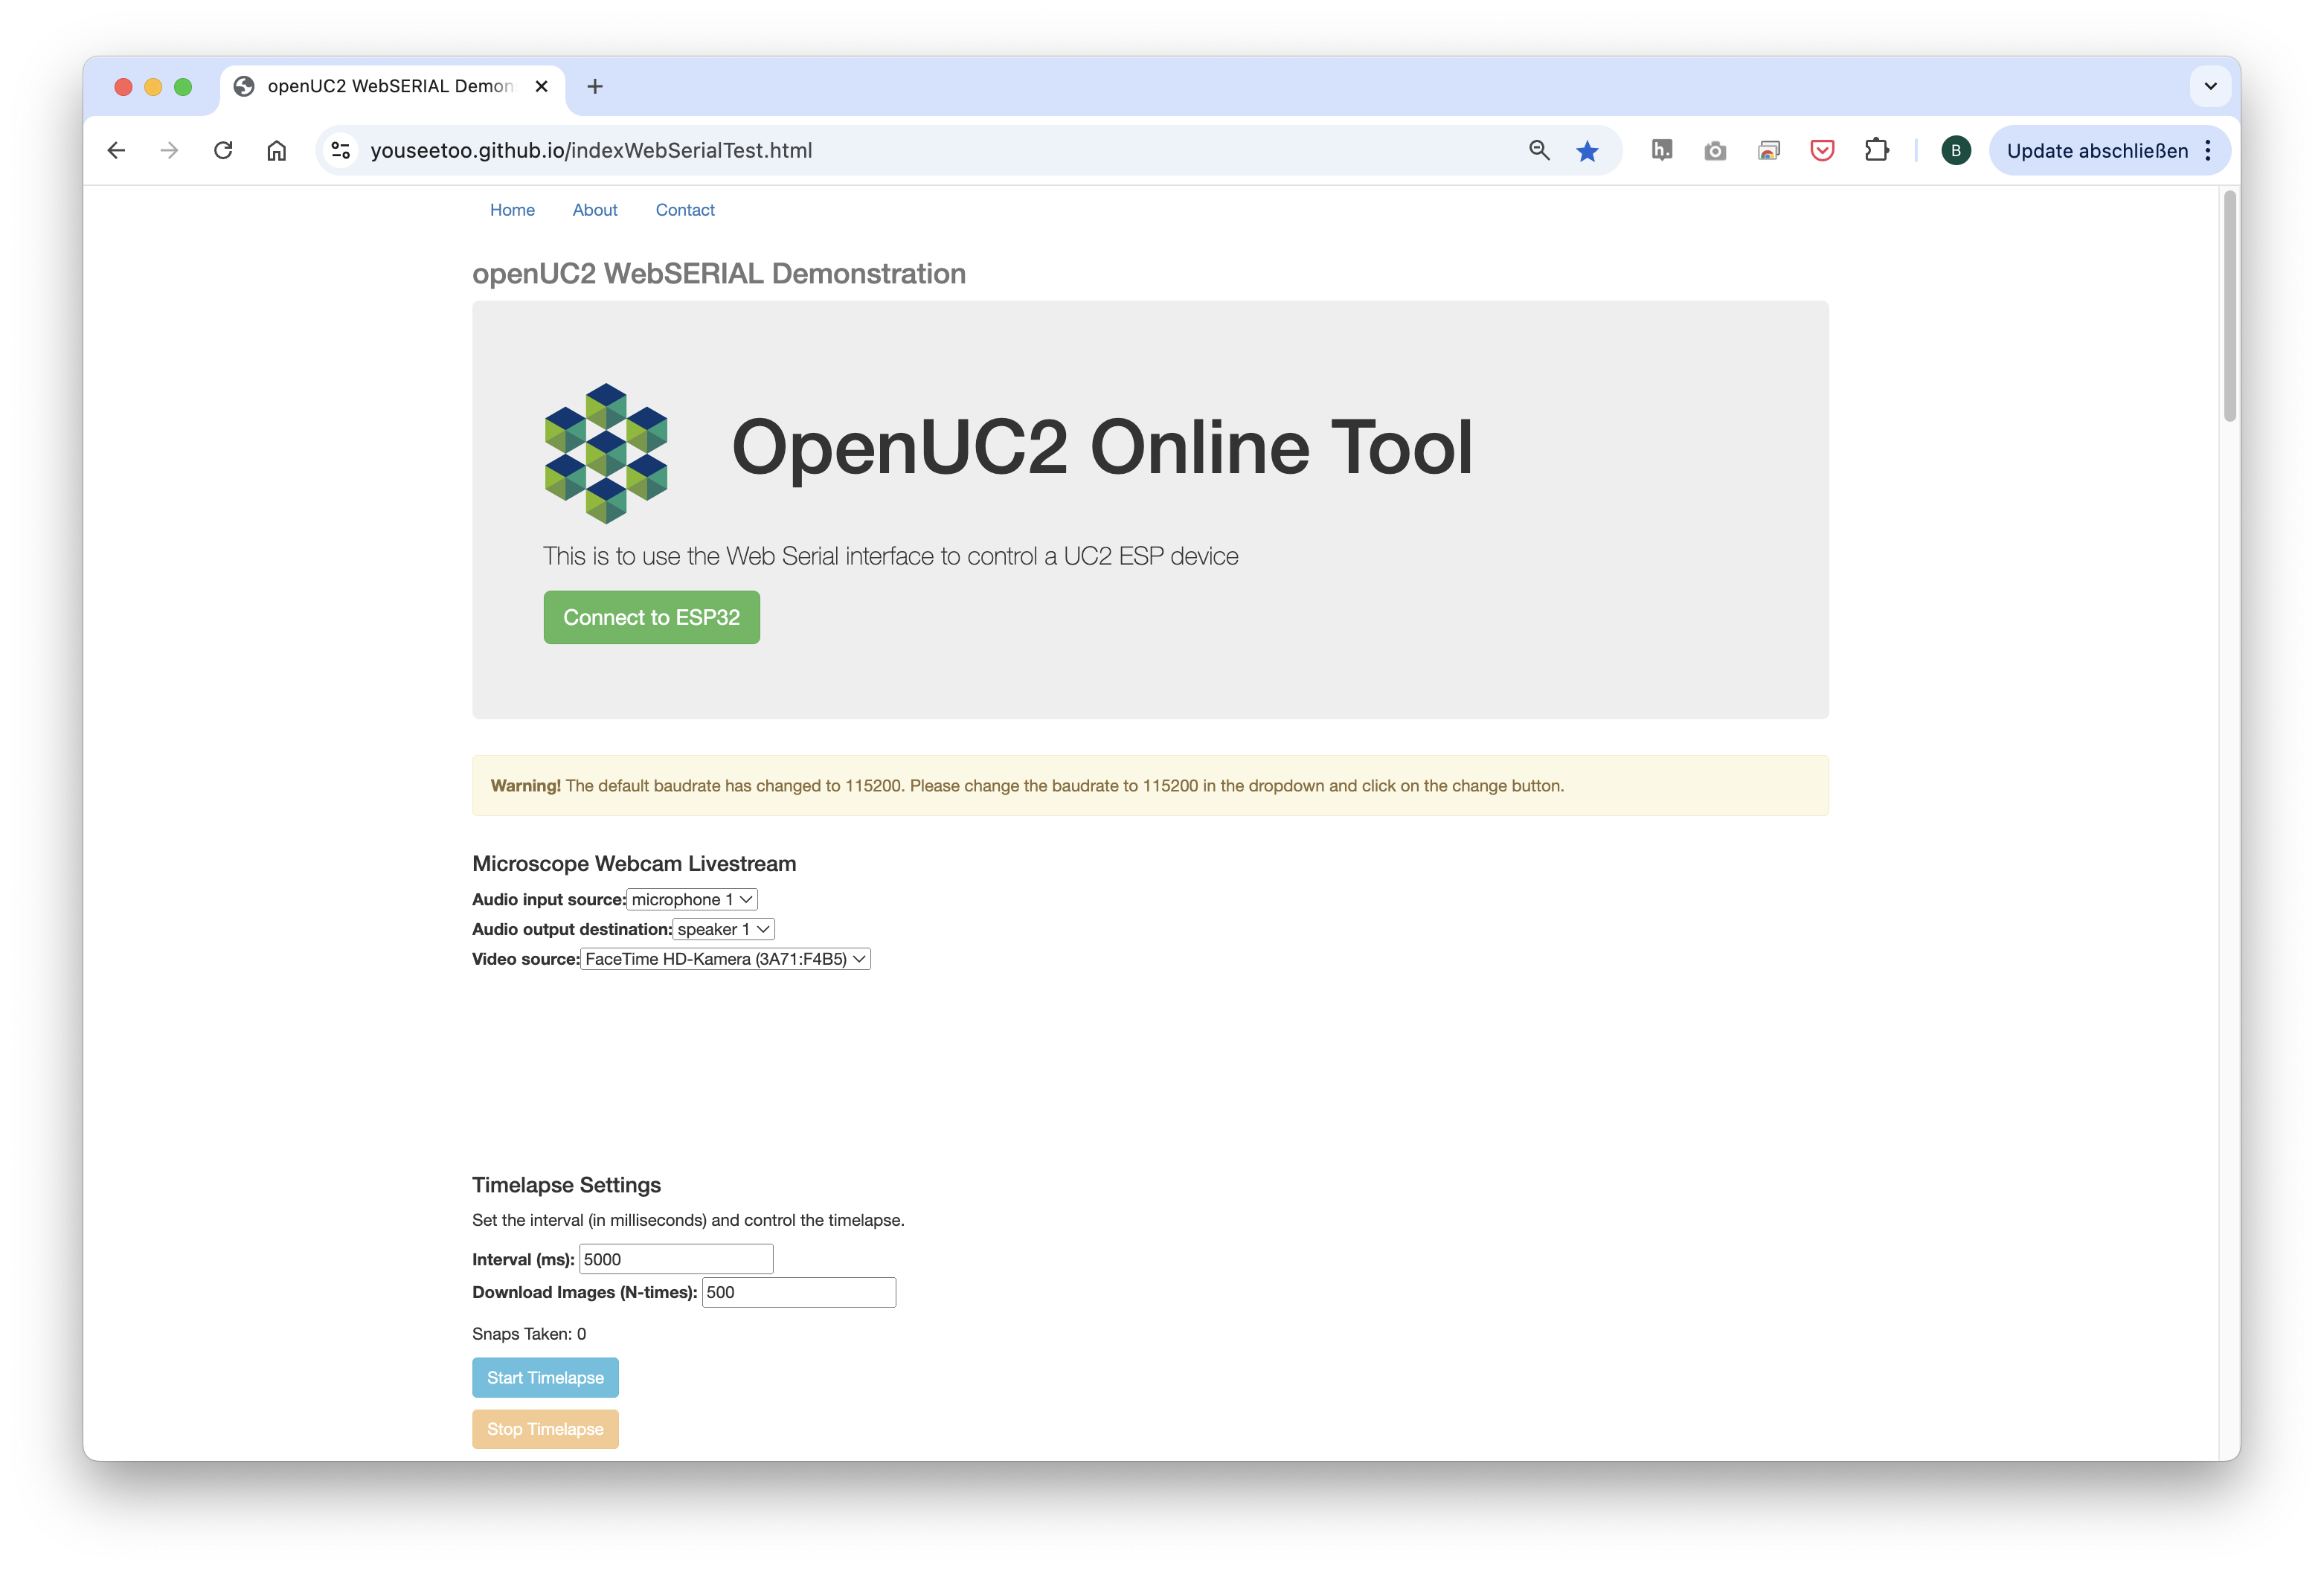 openUC2 WebSERIAL Demon
youseetoo.github.io/indexWebSerialTest.html
h.
B
Update abschließen
Home About Contact
openUC2 WebSERIAL Demonstration
OpenUC2 Online Tool
This is to use the Web Serial interface to control a UC2 ESP device
Connect to ESP32
Warning! The default baudrate has changed to 115200. Please change the baudrate to 115200 in the dropdown and click on the change button.
Microscope Webcam Livestream
Audio input source: microphone 1
Audio output destination: speaker 1
Video source: FaceTime HD-Kamera (3A71:F4B5)
Timelapse Settings
Set the interval (in milliseconds) and control the timelapse.
Interval (ms): 5000
Download Images (N-times): 500
Snaps Taken: 0
Start Timelapse
Stop Timelapse